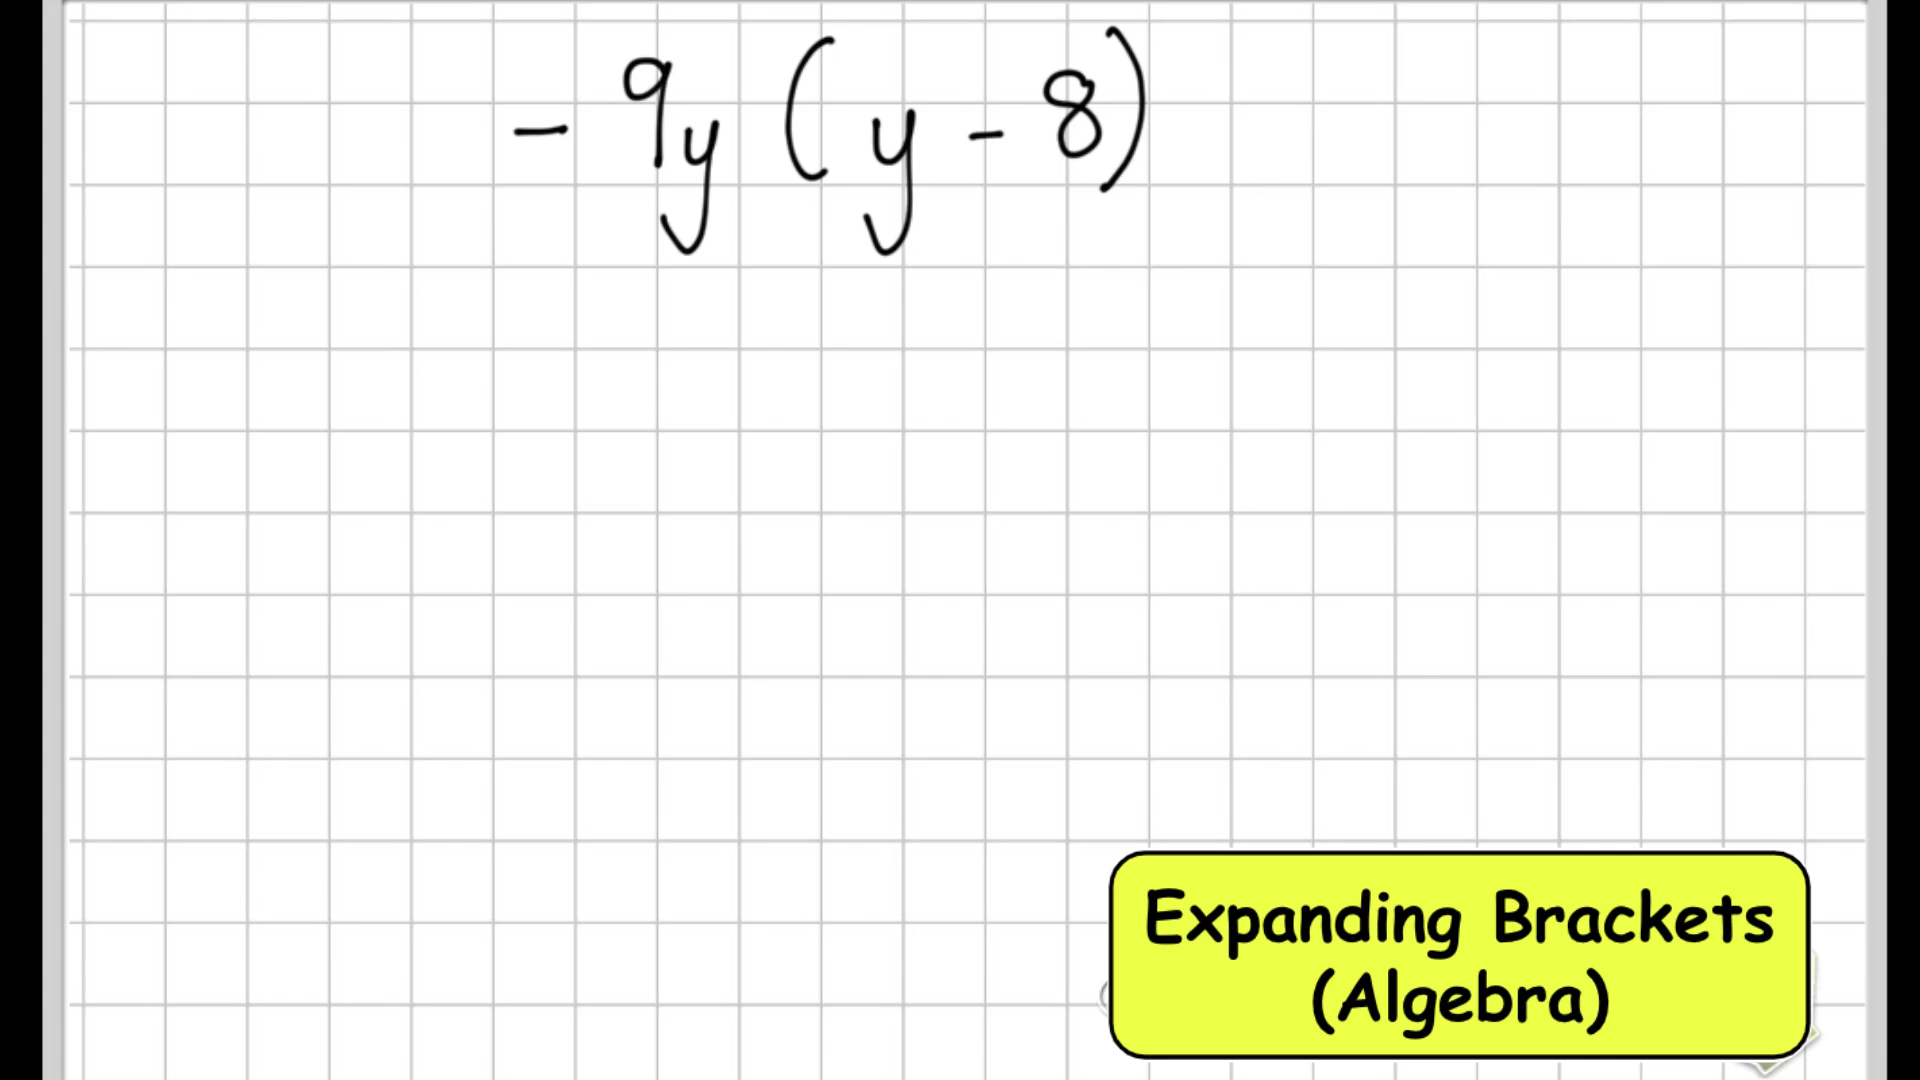 - 9y (y - 8)
Expanding Brackets
(Algebra)